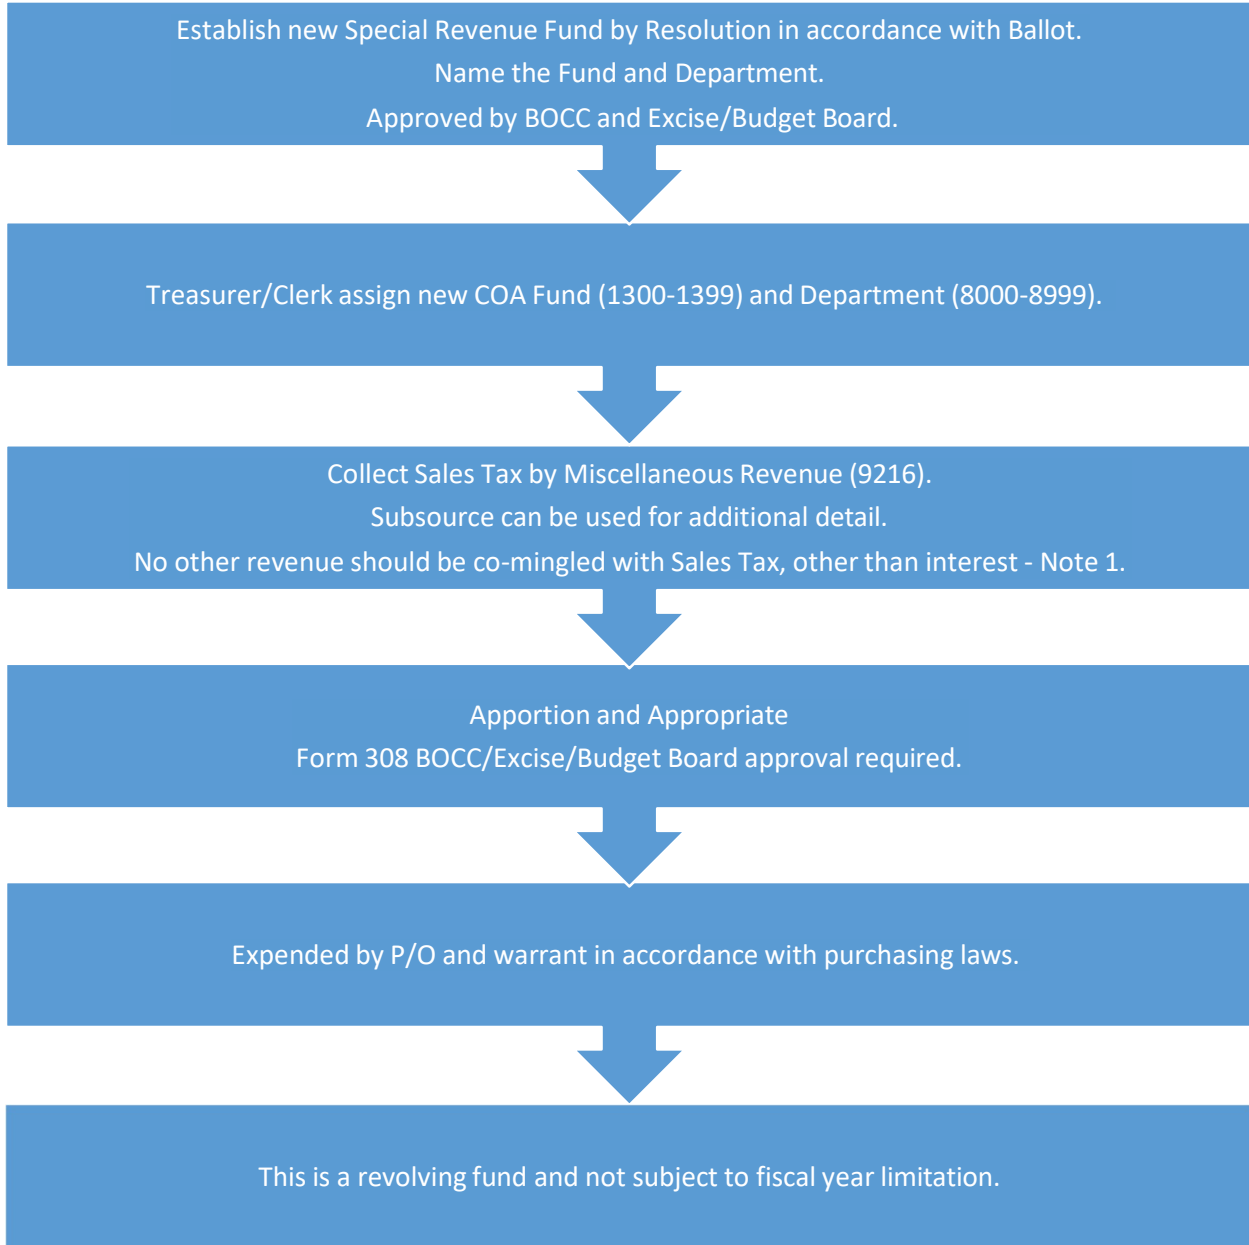 Establish new Special Revenue Fund by Resolution in accordance with Ballot.
Name the Fund and Department.
Approved by BOCC and Excise/Budget Board.
Treasurer/Clerk assign new COA Fund (1300-1399) and Department (8000-8999).
Collect Sales Tax by Miscellaneous Revenue (9216).
Subsource can be used for additional detail.
No other revenue should be co-mingled with Sales Tax, other than interest - Note 1.
Apportion and Appropriate
Form 308 BOCC/Excise/Budget Board approval required.
Expended by P/O and warrant in accordance with purchasing laws.
This is a revolving fund and not subject to fiscal year limitation.